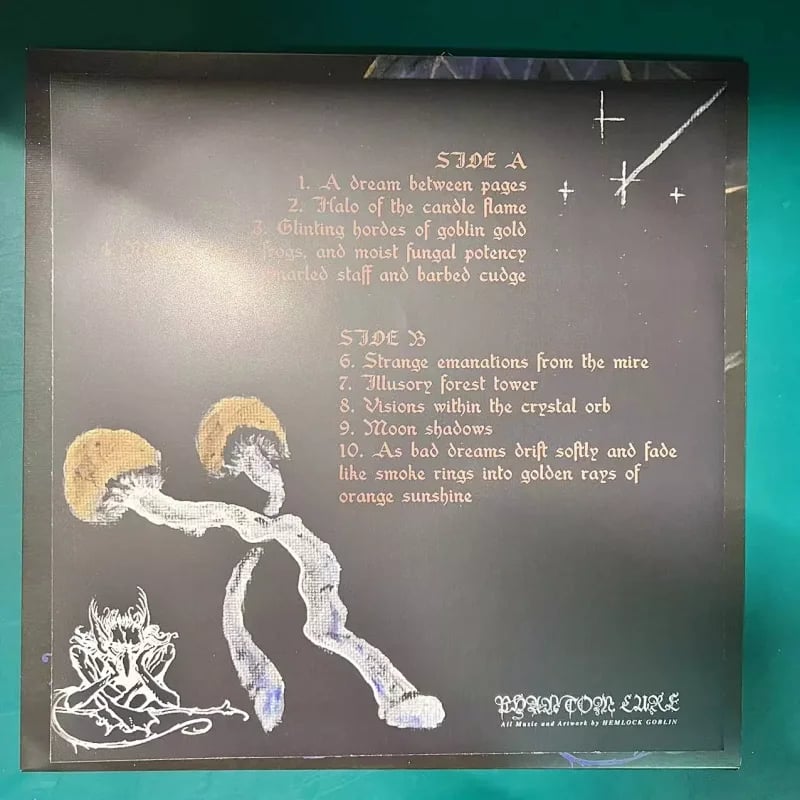 SIDE A
1. A dream between pages
2. Halo of the candle flame
3. Glinting hordes of goblin gold
4. frogs, and moist fungal potency
gnarled staff and barbed cudge
SIDE B
6. Strange emanations from the mire
7. Illusory forest tower
8. Visions within the crystal orb
9. Moon shadows
10. As bad dreams drift softly and fade
like smoke rings into golden rays of
orange sunshine
PHANTOM LURE
All Music and Artwork by HEMLOCK GOBLIN